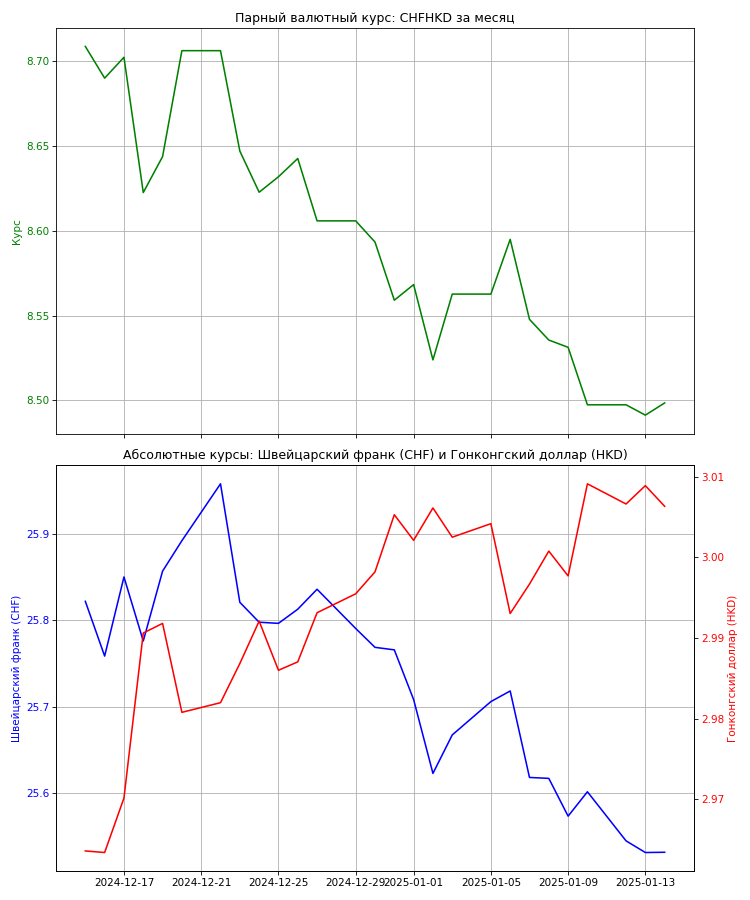 Парный валютный курс: CHFHKD за месяц
8.70
8.65
8.60
8.55
8.50
Курс
Абсолютные курсы: Швейцарский франк (CHF) и Гонконгский доллар (HKD)
25.9
25.8
25.7
25.6
Швейцарский франк (CHF)
3.01
3.00
2.99
2.98
2.97
Гонконгский доллар (HKD)
2024-12-17 2024-12-21 2024-12-25 2024-12-29 2025-01-01 2025-01-05 2025-01-09 2025-01-13